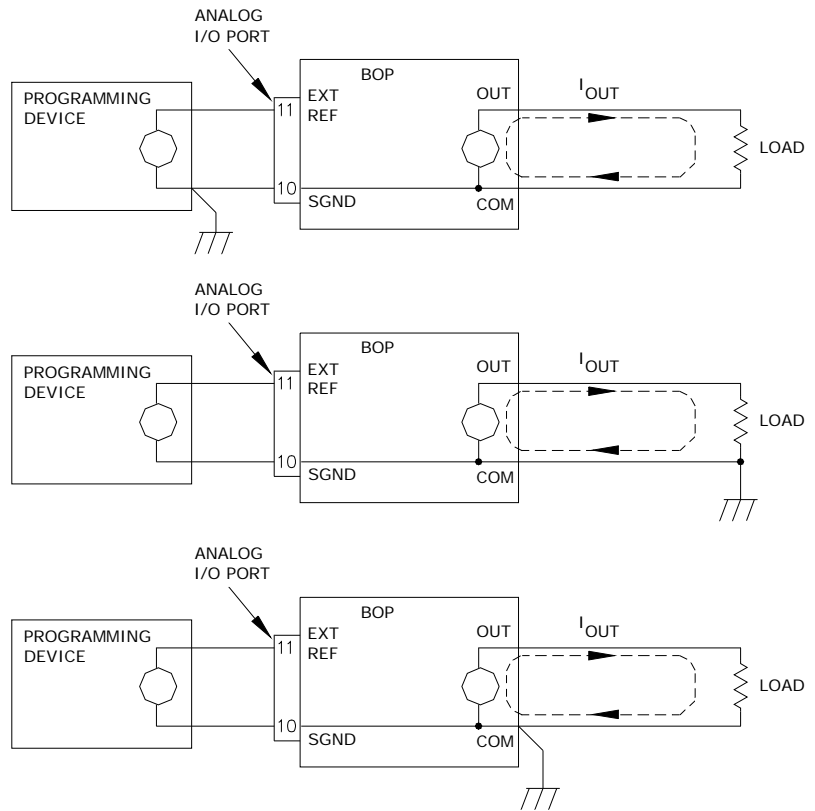 ANALOG
I/O PORT
PROGRAMMING
DEVICE
11
EXT
REF
BOP
OUT
I OUT
LOAD
10
SGND
COM
ANALOG
I/O PORT
PROGRAMMING
DEVICE
11
EXT
REF
BOP
OUT
I OUT
LOAD
10
SGND
COM
ANALOG
I/O PORT
PROGRAMMING
DEVICE
11
EXT
REF
BOP
OUT
I OUT
LOAD
10
SGND
COM